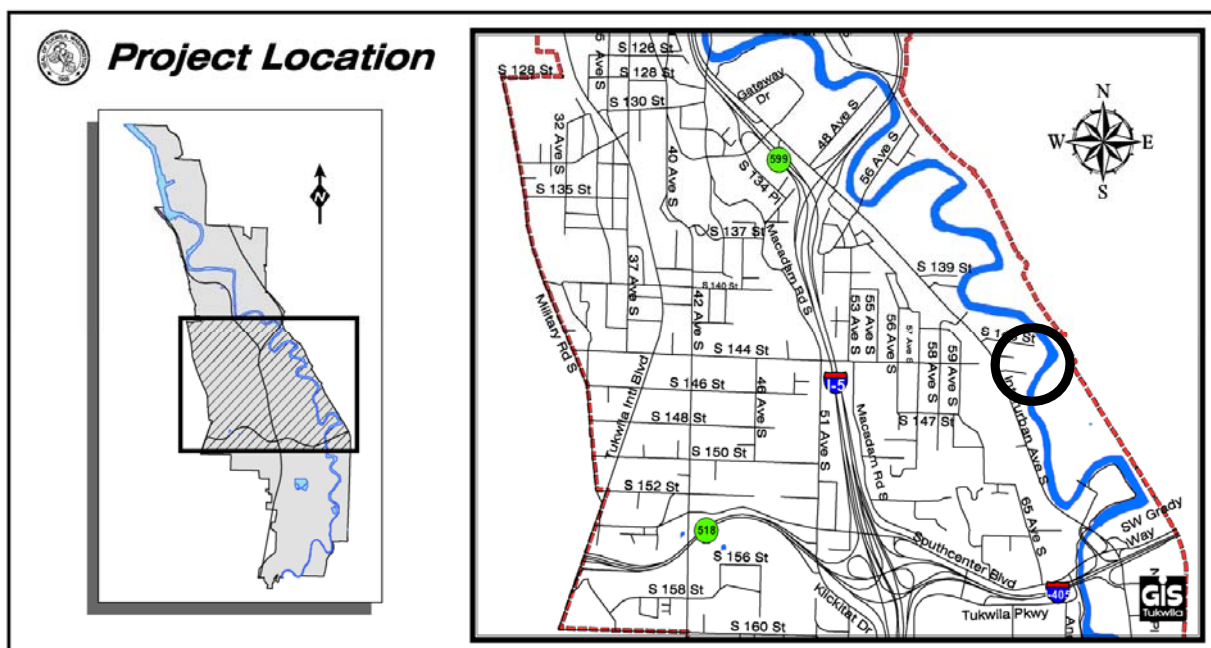 Project Location
N
S 126 St
S 128 St
S 128 St
S 130 St
Gateway Dr
32 Ave S
40 Ave S
48 Ave S
56 Ave S
599
S 134 Pl
S 135 St
S 137 St
Macadam Rd S
N
W
E
S
S 139 St
37 Ave S
S 140 St
42 Ave S
Military Rd S
53 Ave S
55 Ave S
56 Ave S
57 Ave S
58 Ave S
59 Ave S
S 144 St
46 Ave S
S 146 St
I-5
Tukwila Intl Blvd
S 147 St
S 148 St
51 Ave S
Macadam Rd S
S 150 St
S 152 St
65 Ave S
SW Grady Way
518
S 156 St
Southcenter Blvd
S 158 St
Klickitat Dr
Tukwila Pkwy
S 160 St
GIS
Tukwila